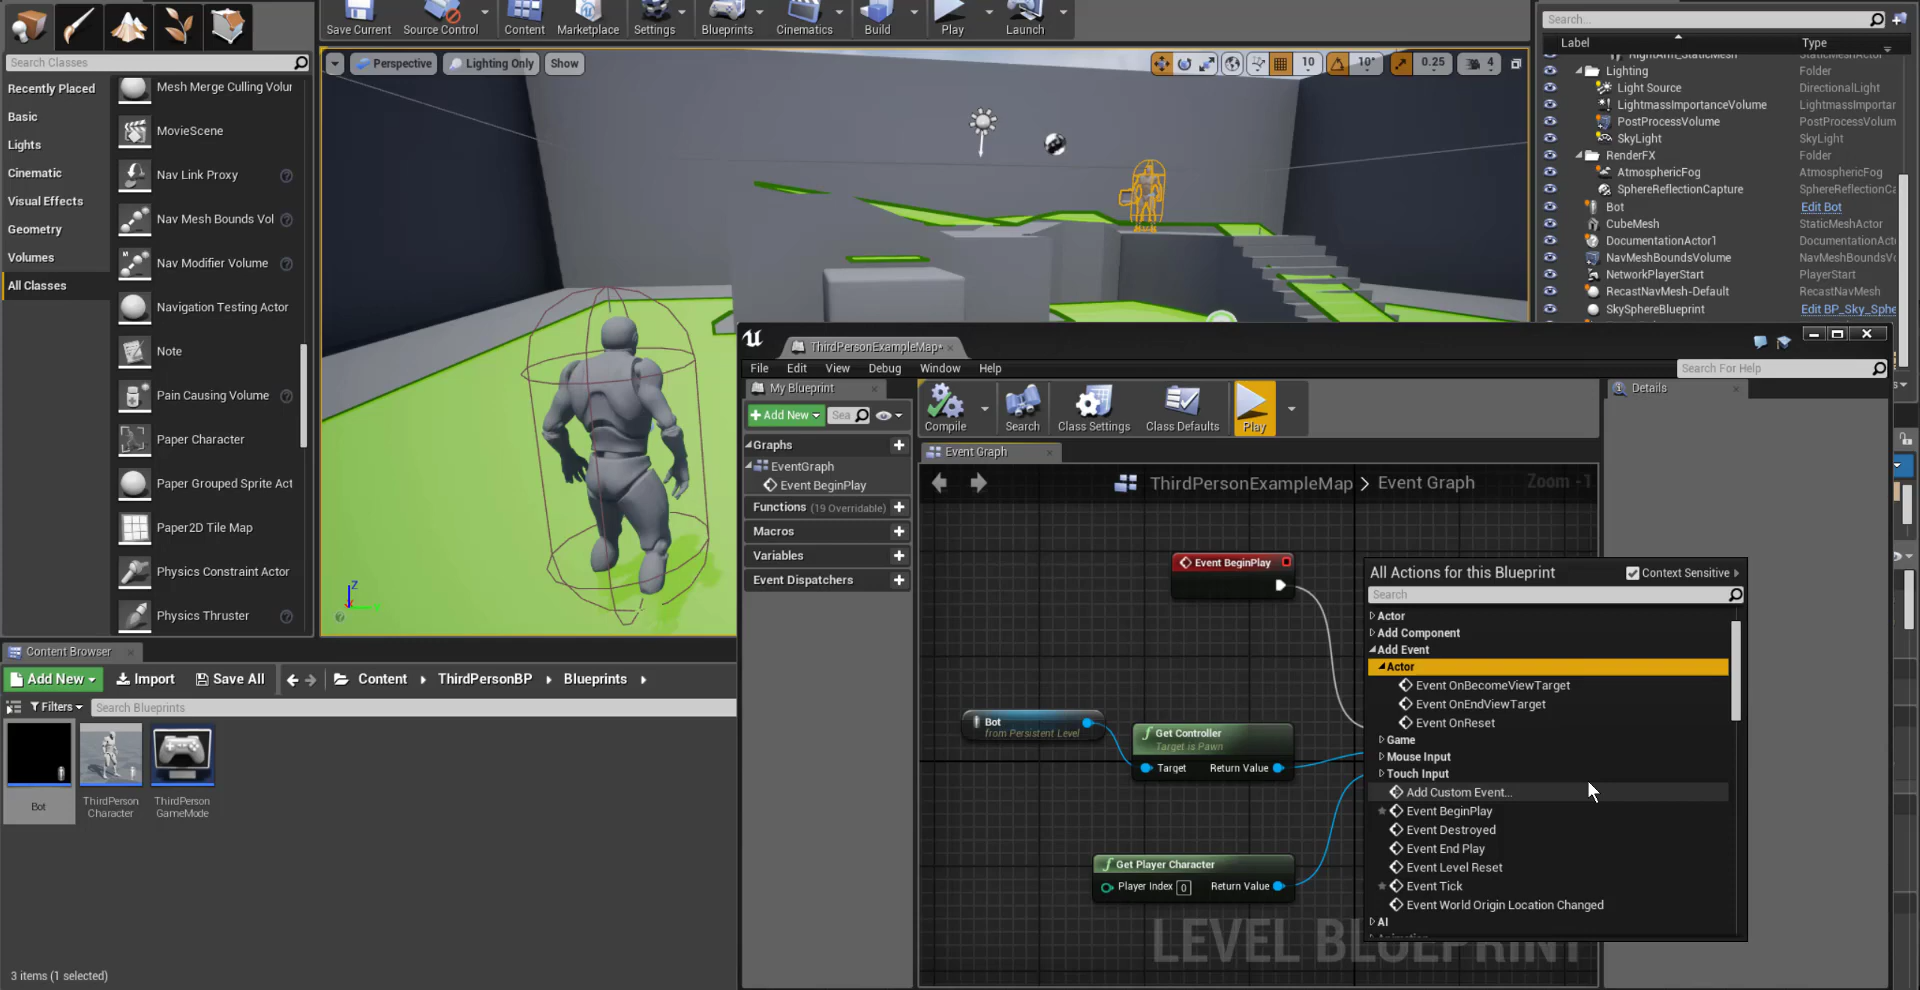 Save Current
Source Control
Content
Marketplace
Settings
Blueprints
Cinematics
Build
Play
Launch
Search...
Label
Type
Search Classes
Recently Placed
Basic
Lights
Cinematic
Visual Effects
Geometry
Volumes
All Classes
Mesh Merge Culling Volur
MovieScene
Nav Link Proxy
Nav Mesh Bounds Vol
Nav Modifier Volume
Navigation Testing Actor
Note
Pain Causing Volume
Paper Character
Paper Grouped Sprite Act
Paper2D Tile Map
Physics Constraint Actor
Physics Thruster
Perspective
Lighting Only
Show
10
10°
0.25
4
Z
RightArm_StaticMesh StaticMeshActor
Lighting Folder
Light Source DirectionalLight
LightmassImportanceVolume LightmassImportar
PostProcessVolume PostProcessVolum
SkyLight SkyLight
RenderFX Folder
AtmosphericFog AtmosphericFog
SphereReflectionCapture SphereReflectionCa
Bot Edit Bot
CubeMesh StaticMeshActor
DocumentationActor1 DocumentationActo
NavMeshBoundsVolume NavMeshBoundsVo
NetworkPlayerStart PlayerStart
RecastNavMesh-Default RecastNavMesh
SkySphereBlueprint Edit BP_Sky_Sphe
ThirdPersonExampleMap*
File Edit View Debug Window Help
Search For Help
My Blueprint
Add New
Sea
Graphs
EventGraph
Event BeginPlay
Functions (19 Overridable)
Macros
Variables
Event Dispatchers
Compile
Search
Class Settings
Class Defaults
Play
Details
Event Graph
ThirdPersonExampleMap > Event Graph
Zoom -1
Event BeginPlay
Bot
from Persistent Level
Get Controller
Target is Pawn
Target Return Value
Get Player Character
Player Index 0 Return Value
LEVEL BLUEPRINT
All Actions for this Blueprint
Context Sensitive
Search
Actor
Add Component
Add Event
Actor
Event OnBecomeViewTarget
Event OnEndViewTarget
Event OnReset
Game
Mouse Input
Touch Input
Add Custom Event...
Event BeginPlay
Event Destroyed
Event End Play
Event Level Reset
Event Tick
Event World Origin Location Changed
AI
Content Browser
Add New
Import
Save All
Content
ThirdPersonBP
Blueprints
Filters
Search Blueprints
Bot
ThirdPerson
Character
ThirdPerson
GameMode
3 items (1 selected)